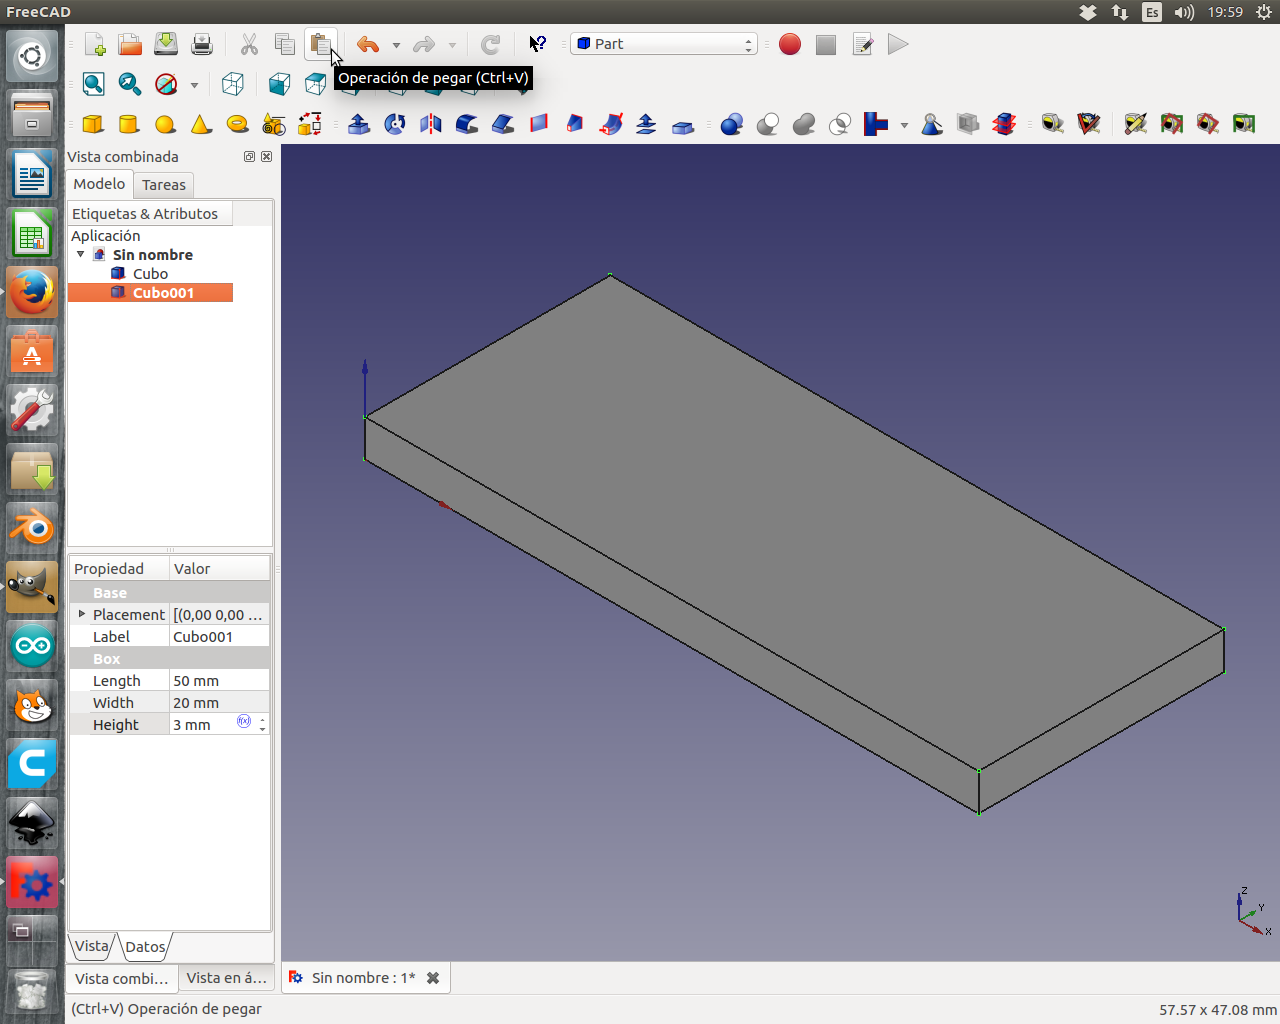 FreeCAD
Es
19:59
Part
Operación de pegar (Ctrl+V)
Vista combinada
Modelo
Tareas
Etiquetas & Atributos
Aplicación
Sin nombre
Cubo
Cubo001
Propiedad Valor
Base
Placement [(0,00 0,00 ...
Label Cubo001
Box
Length 50 mm
Width 20 mm
Height 3 mm
f(x)
Vista
Datos
Vista combi...
Vista en á...
Sin nombre : 1*
Z
Y
X
(Ctrl+V) Operación de pegar
57.57 x 47.08 mm